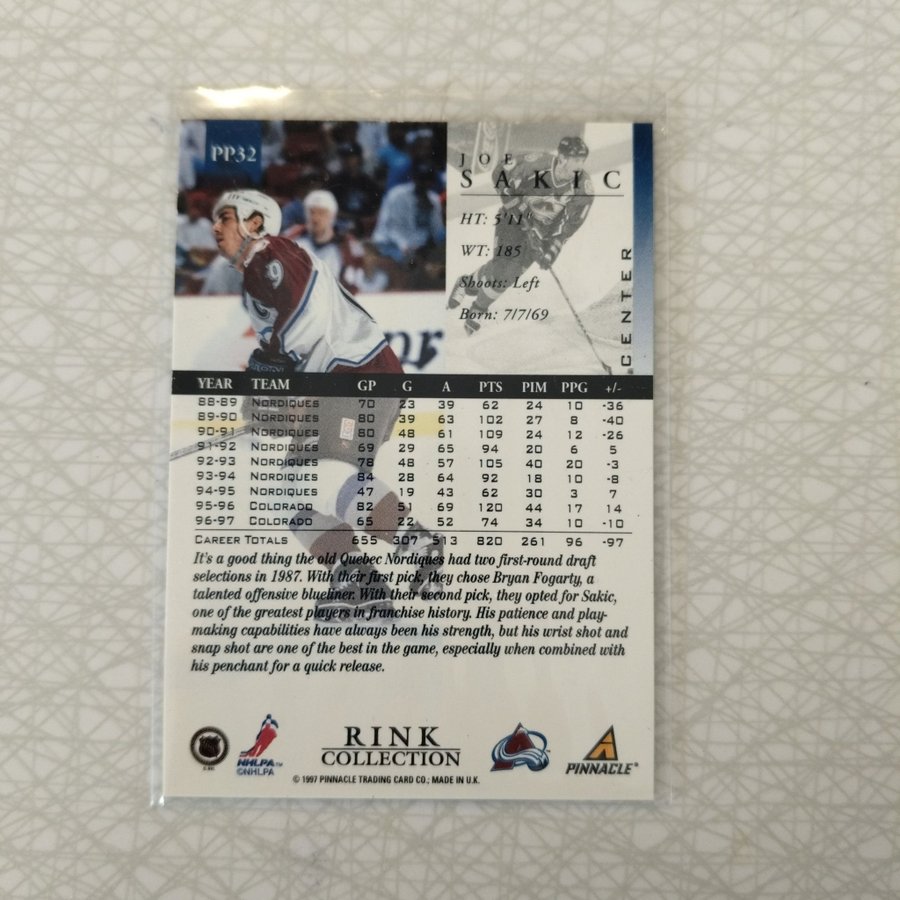 PP32
JOE
SAKIC
HT: 5'11"
WT: 185
Shoots: Left
Born: 7/7/69
CENTER
9
YEAR TEAM GP G A PTS PIM PPG +/-
88-89 NORDIQUES 70 23 39 62 24 10 -36
89-90 NORDIQUES 80 39 63 102 27 8 -40
90-91 NORDIQUES 80 48 61 109 24 12 -26
91-92 NORDIQUES 69 29 65 94 20 6 5
92-93 NORDIQUES 78 48 57 105 40 20 -3
93-94 NORDIQUES 84 28 64 92 18 10 -8
94-95 NORDIQUES 47 19 43 62 30 3 7
95-96 COLORADO 82 51 69 120 44 17 14
96-97 COLORADO 65 22 52 74 34 10 -10
CAREER TOTALS 655 307 513 820 261 96 -97
It's a good thing the old Quebec Nordiques had two first-round draft
selections in 1987. With their first pick, they chose Bryan Fogarty, a
talented offensive blueliner. With their second pick, they opted for Sakic,
one of the greatest players in franchise history. His patience and play-
making capabilities have always been his strength, but his wrist shot and
snap shot are one of the best in the game, especially when combined with
his penchant for a quick release.
NHL
NHLPA™
©NHLPA
RINK
COLLECTION
PINNACLE®
© 1997 PINNACLE TRADING CARD CO.; MADE IN U.K.